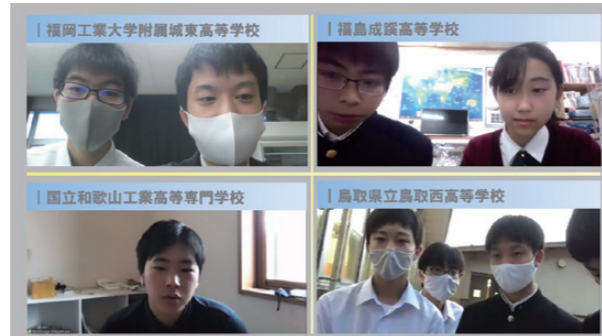 福岡工業大学附属城東高等学校
福島成蹊高等学校
国立和歌山工業高等専門学校
鳥取県立鳥取西高等学校